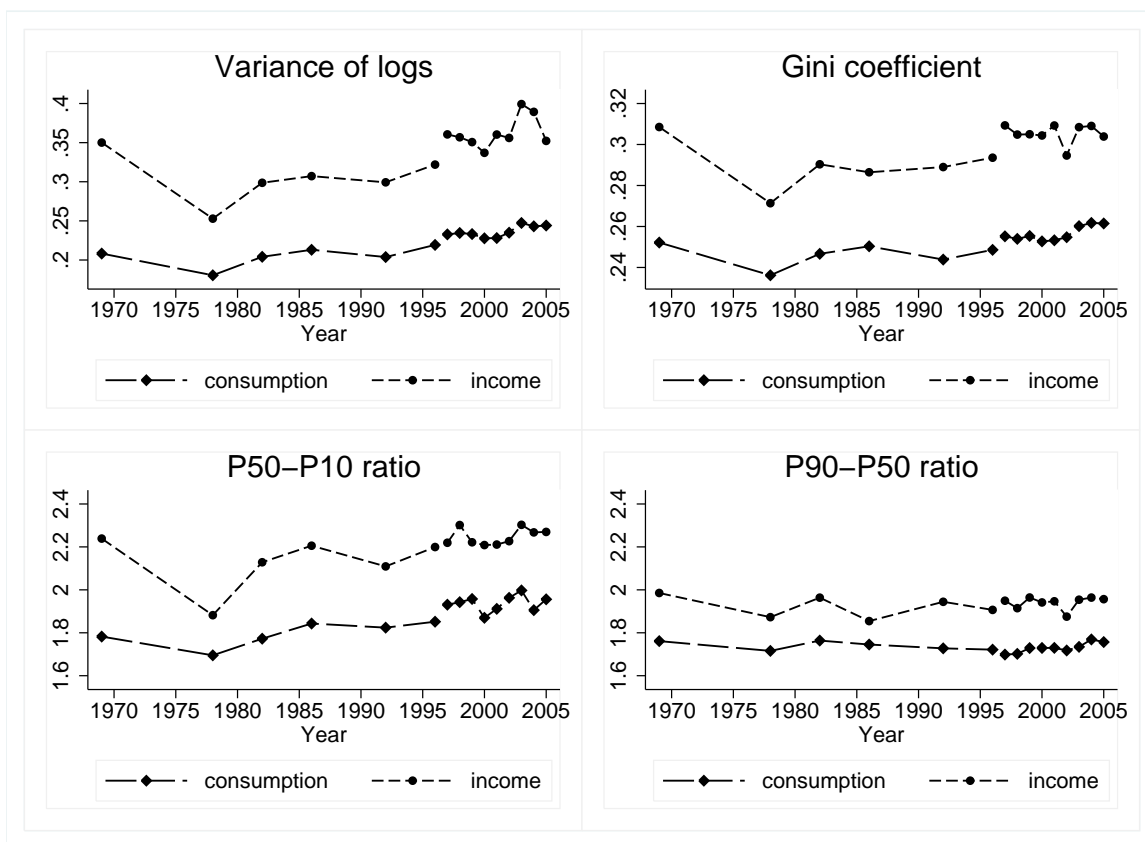 Variance of logs
.4
.35
.3
.25
.2
1970 1975 1980 1985 1990 1995 2000 2005
Year
consumption income
Gini coefficient
.32
.3
.28
.26
.24
1970 1975 1980 1985 1990 1995 2000 2005
Year
consumption income
P50–P10 ratio
2.4
2.2
2
1.8
1.6
1970 1975 1980 1985 1990 1995 2000 2005
Year
consumption income
P90–P50 ratio
2.4
2.2
2
1.8
1.6
1970 1975 1980 1985 1990 1995 2000 2005
Year
consumption income